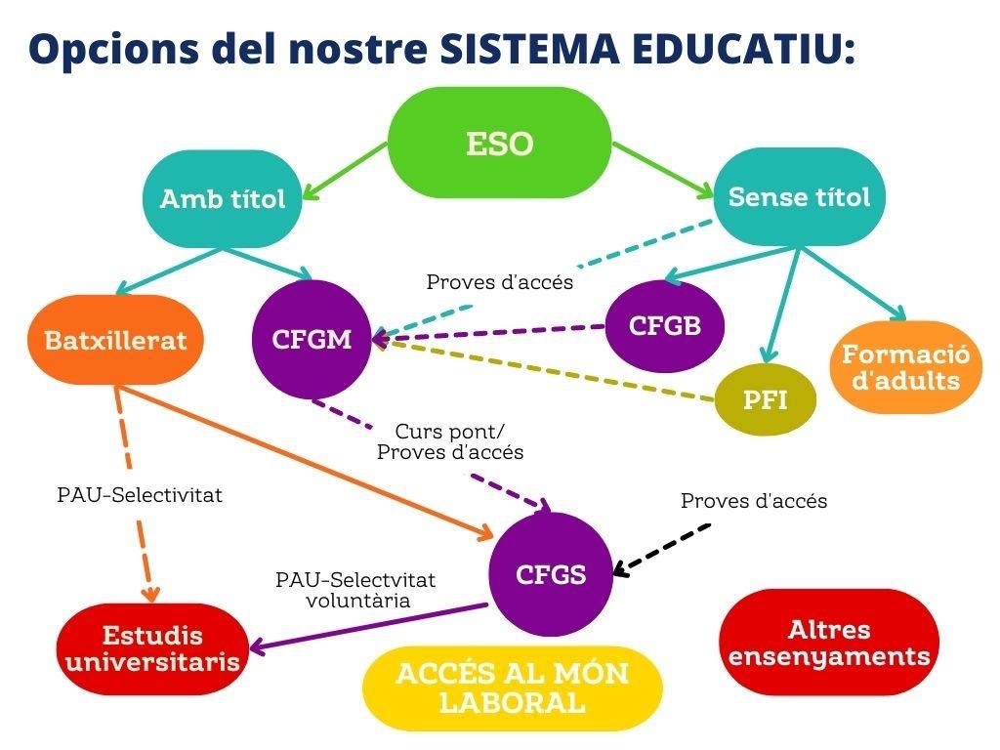 Opcions del nostre SISTEMA EDUCATIU:
ESO
Amb títol
Sense títol
Proves d'accés
Batxillerat
CFGM
CFGB
Formació
d'adults
PFI
Curs pont/
Proves d'accés
PAU-Selectivitat
Proves d'accés
CFGS
PAU-Selectvitat
voluntària
Estudis
universitaris
Altres
ensenyaments
ACCÉS AL MÓN
LABORAL